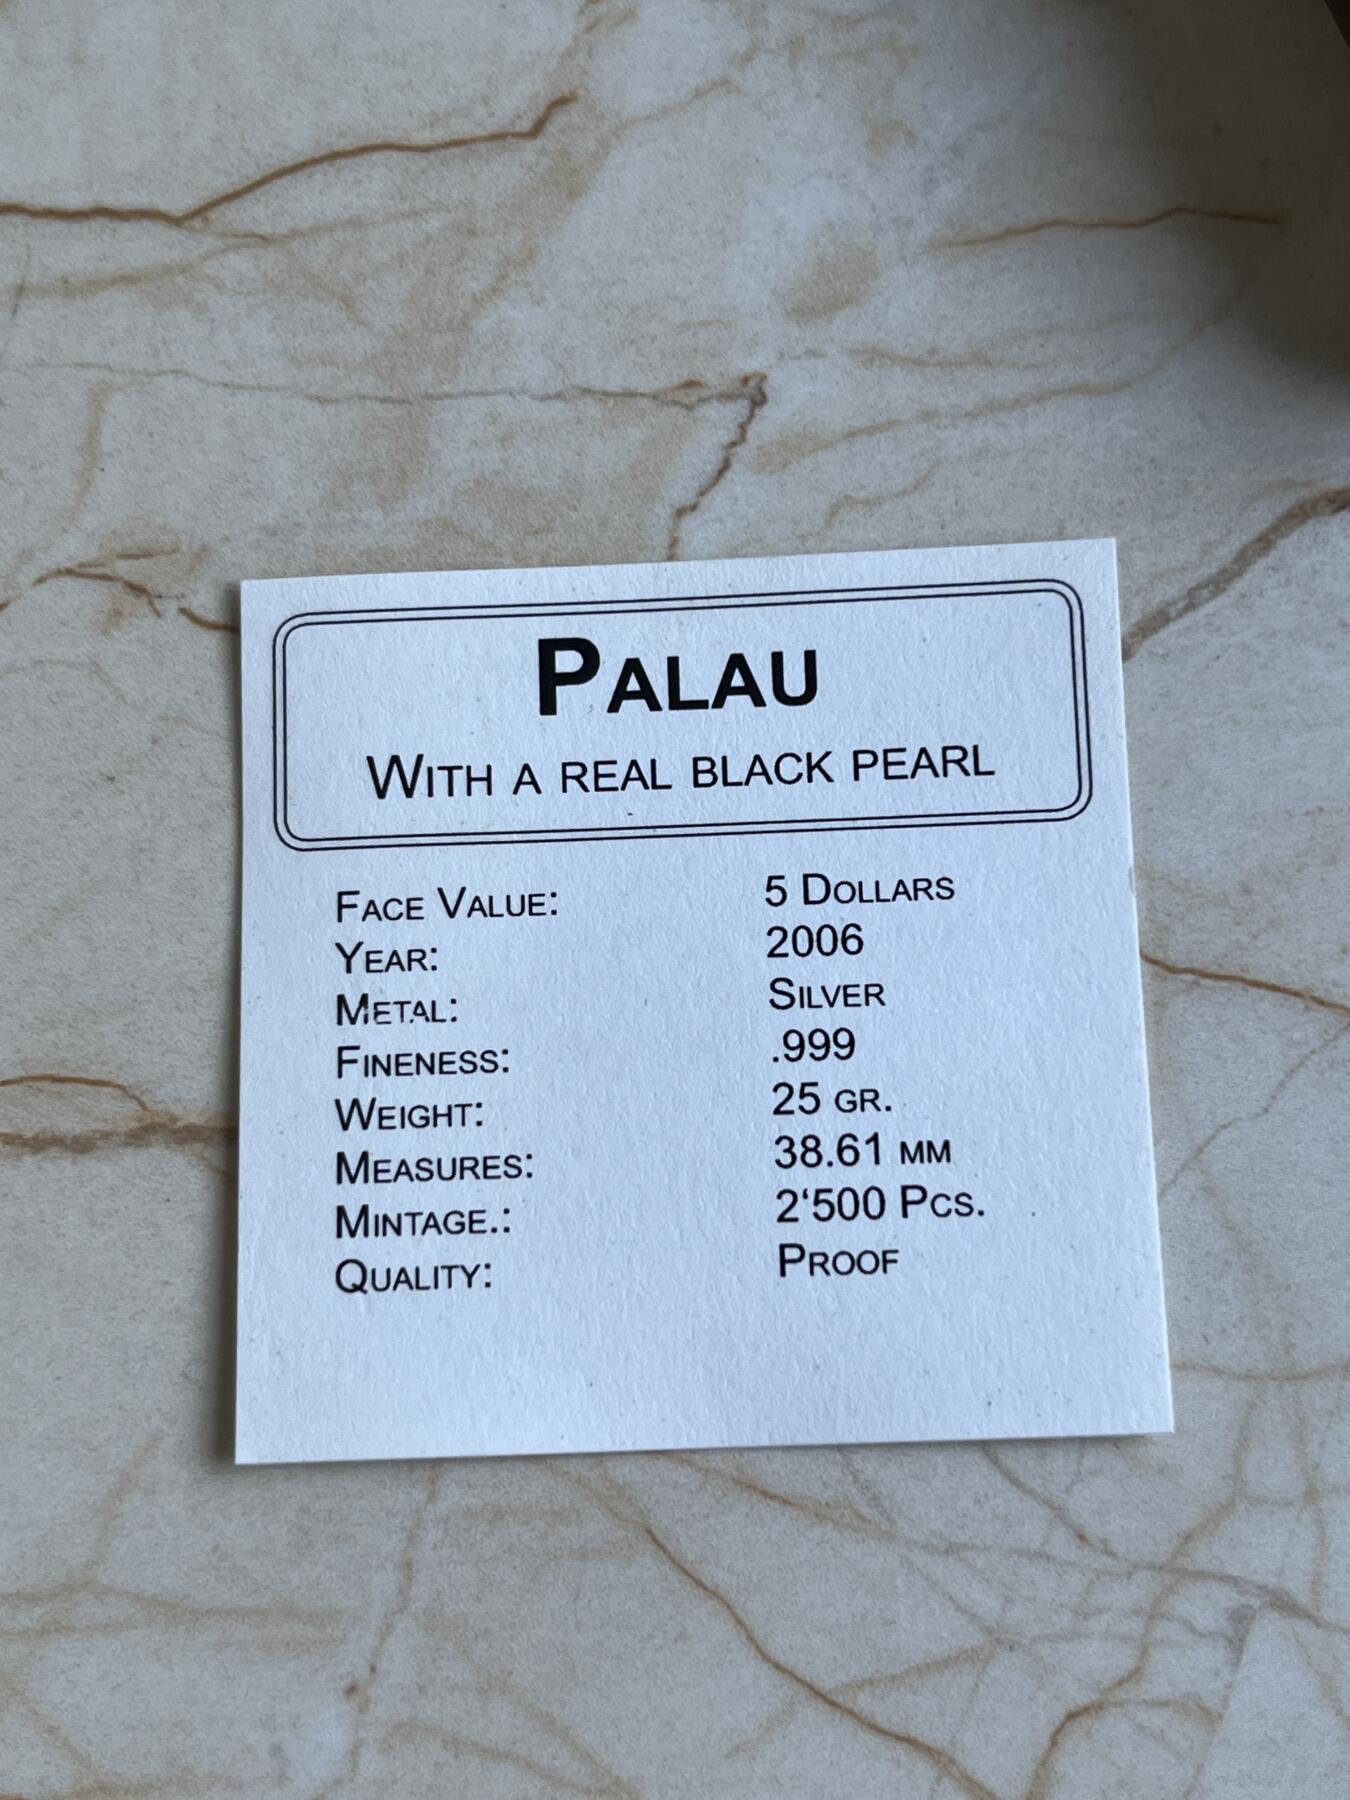 PALAU
WITH A REAL BLACK PEARL
FACE VALUE: 5 DOLLARS
YEAR: 2006
METAL: SILVER
FINENESS: .999
WEIGHT: 25 GR.
MEASURES: 38.61 MM
MINTAGE.: 2‘500 PCS.
QUALITY: PROOF